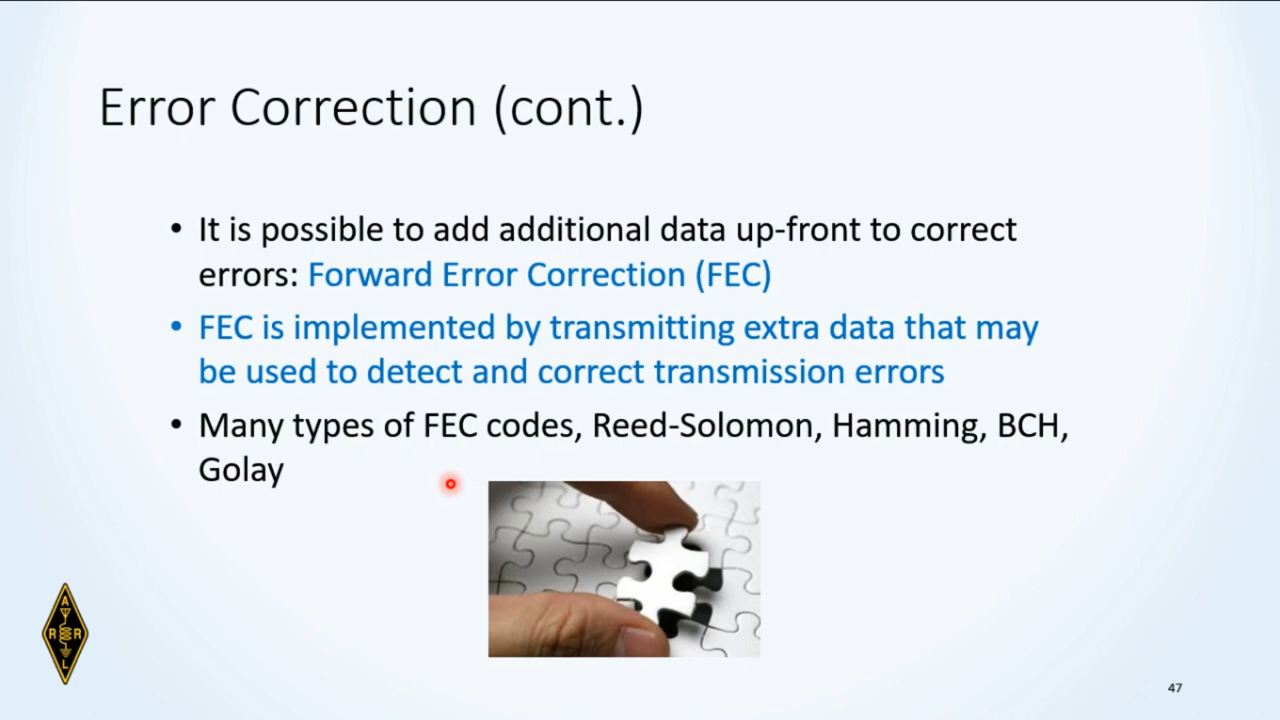 Error Correction (cont.)
• It is possible to add additional data up-front to correct
errors: Forward Error Correction (FEC)
• FEC is implemented by transmitting extra data that may
be used to detect and correct transmission errors
• Many types of FEC codes, Reed-Solomon, Hamming, BCH,
Golay
A
R R
L
47